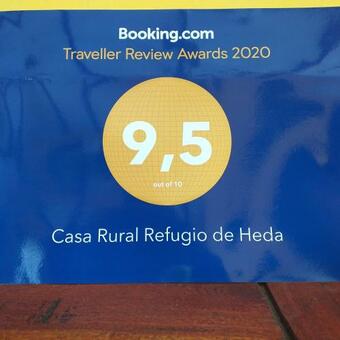 Booking.com
Traveller Review Awards 2020
9,5
out of 10
Casa Rural Refugio de Heda